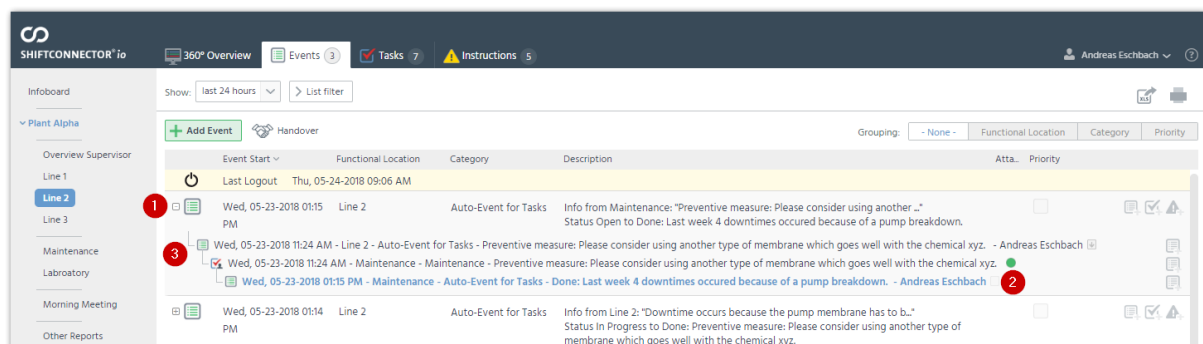 SHIFTCONNECTOR® io
360° Overview
Events 3
Tasks 7
Instructions 5
Andreas Eschbach
?
Infoboard
Plant Alpha
Overview Supervisor
Line 1
Line 2
Line 3
Maintenance
Labroatory
Morning Meeting
Other Reports
Show: last 24 hours > List filter
XLS
+ Add Event Handover
Grouping: - None - Functional Location Category Priority
Event Start Functional Location Category Description Atta.. Priority
Last Logout Thu, 05-24-2018 09:06 AM
1
Wed, 05-23-2018 01:15 PM Line 2 Auto-Event for Tasks Info from Maintenance: "Preventive measure: Please consider using another ..."
Status Open to Done: Last week 4 downtimes occured because of a pump breakdown.
3
Wed, 05-23-2018 11:24 AM - Line 2 - Auto-Event for Tasks - Preventive measure: Please consider using another type of membrane which goes well with the chemical xyz. - Andreas Eschbach
Wed, 05-23-2018 11:24 AM - Maintenance - Maintenance - Preventive measure: Please consider using another type of membrane which goes well with the chemical xyz.
Wed, 05-23-2018 01:15 PM - Maintenance - Auto-Event for Tasks - Done: Last week 4 downtimes occured because of a pump breakdown. - Andreas Eschbach
2
Wed, 05-23-2018 01:14 PM Line 2 Auto-Event for Tasks Info from Line 2: "Downtime occurs because the pump membrane has to b..."
Status In Progress to Done: Preventive measure: Please consider using another type of
membrane which goes well with the chemical xyz.